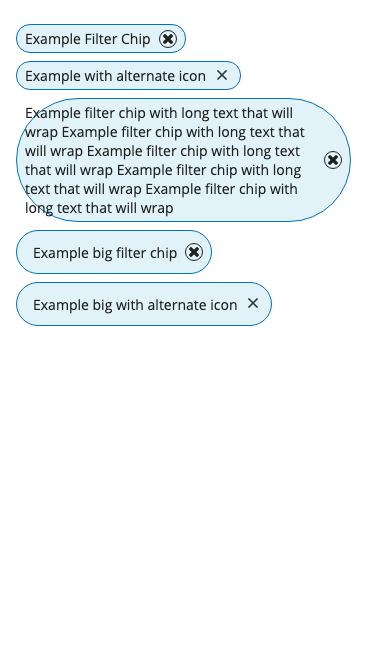 Example Filter Chip
Example with alternate icon
Example filter chip with long text that will
wrap Example filter chip with long text that
will wrap Example filter chip with long text
that will wrap Example filter chip with long
text that will wrap Example filter chip with
long text that will wrap
Example big filter chip
Example big with alternate icon